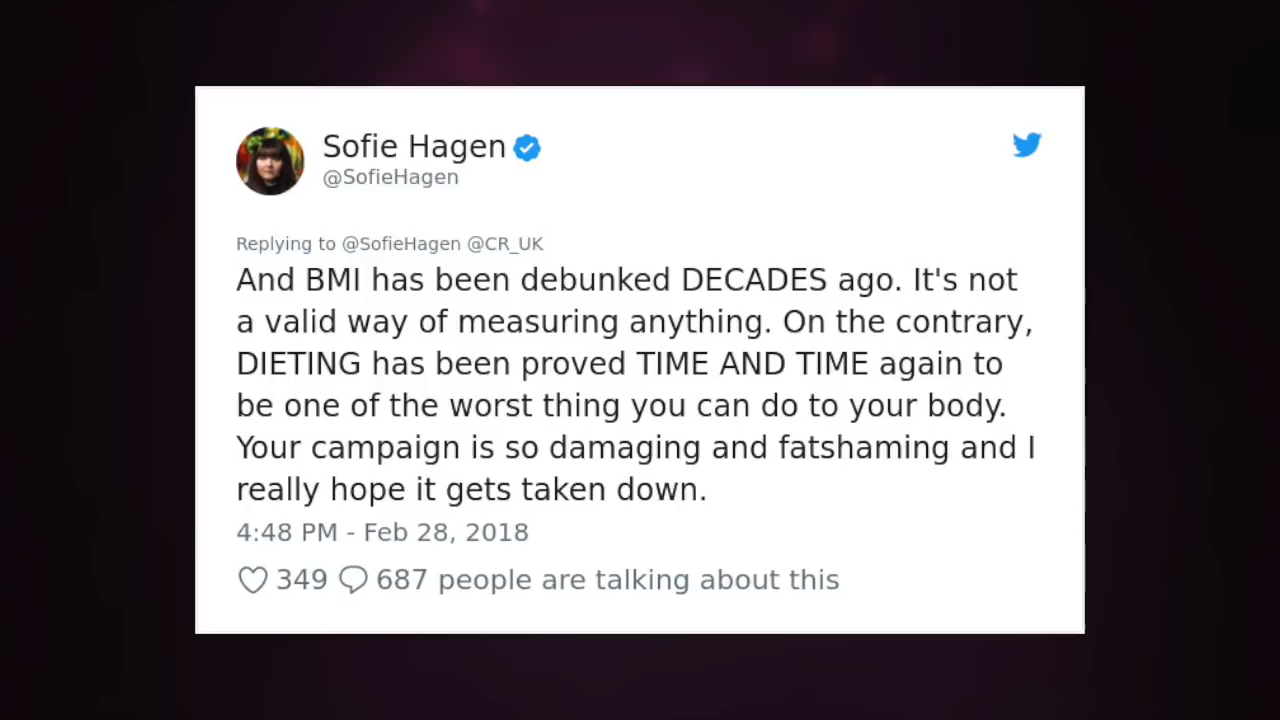 Sofie Hagen
@SofieHagen
Replying to @SofieHagen @CR_UK
And BMI has been debunked DECADES ago. It's not
a valid way of measuring anything. On the contrary,
DIETING has been proved TIME AND TIME again to
be one of the worst thing you can do to your body.
Your campaign is so damaging and fatshaming and I
really hope it gets taken down.
4:48 PM - Feb 28, 2018
349 687 people are talking about this